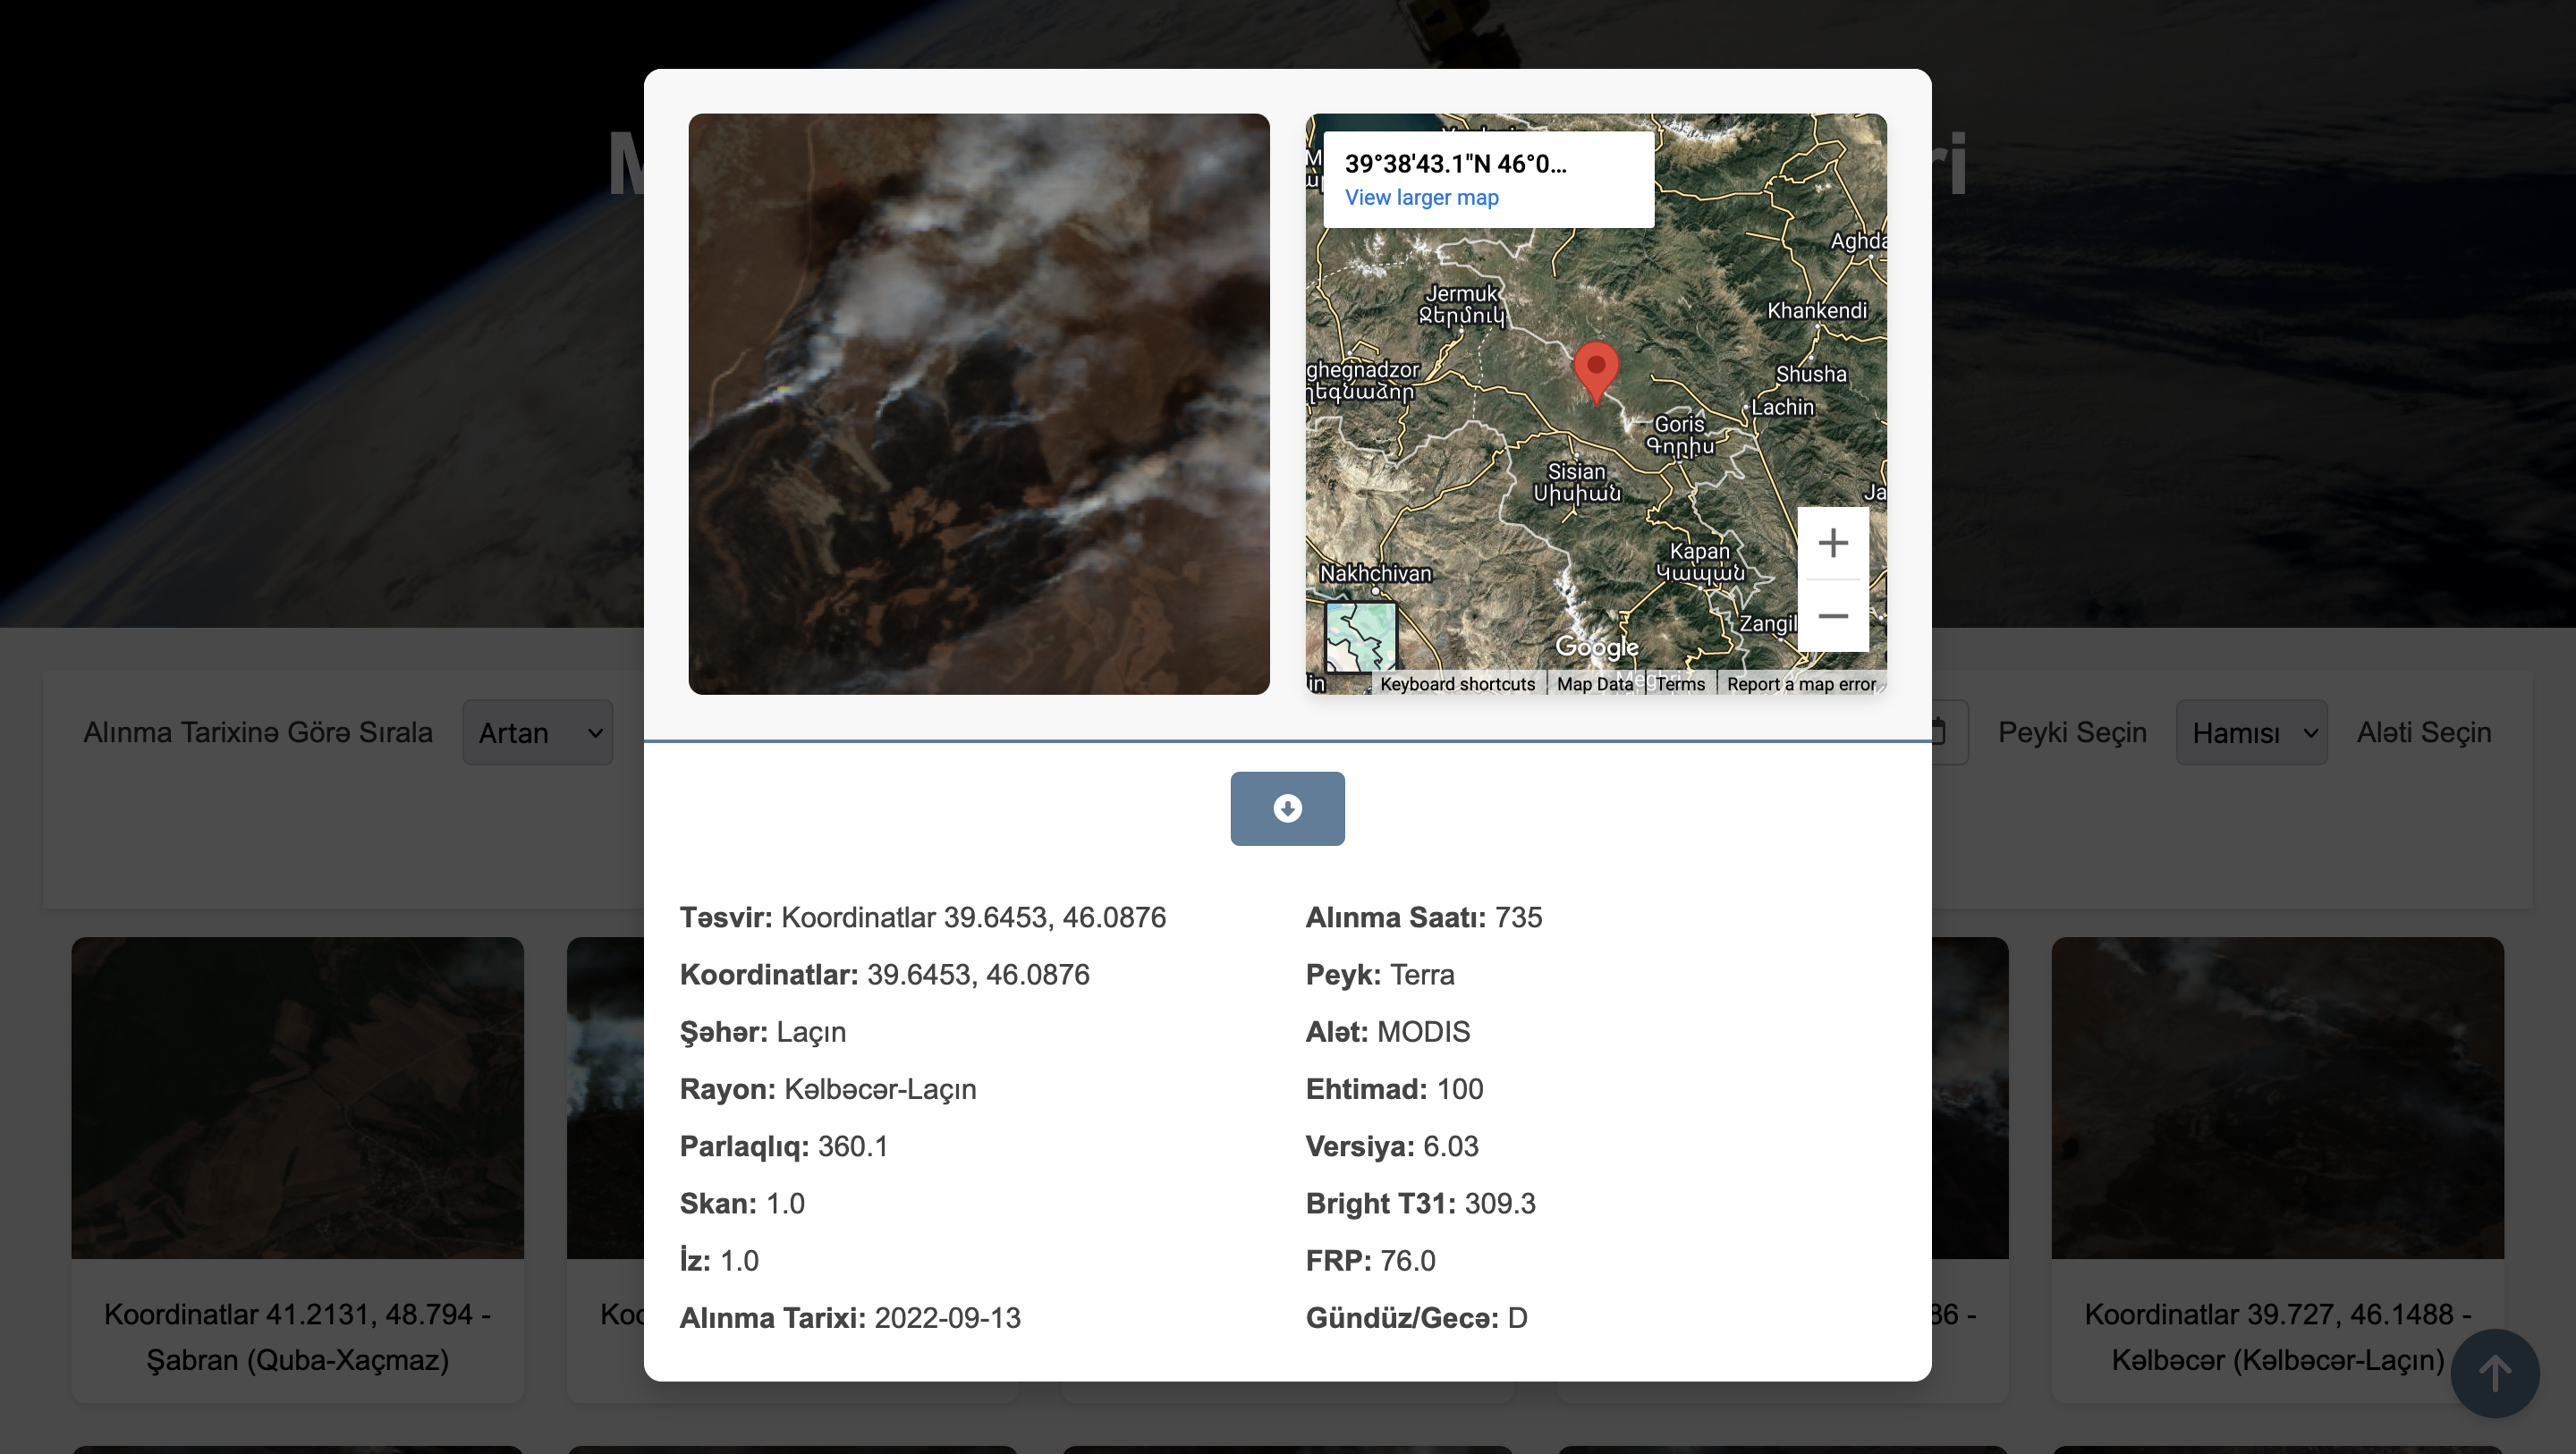 39°38'43.1"N 46°0...
View larger map
Aghda
Jermuk
Ջերմուկ
Khankendi
ghegnadzor
ղեգնաձոր
Shusha
Lachin
Goris
Գորիս
Sisian
Սիսիան
Ja
Kapan
Կապան
Nakhchivan
Zangil
Google
in
Keyboard shortcuts
Map Data
Terms
Report a map error
M
ri
Alınma Tarixinə Görə Sırala
Artan
Peyki Seçin
Hamısı
Aləti Seçin
Təsvir: Koordinatlar 39.6453, 46.0876
Koordinatlar: 39.6453, 46.0876
Şəhər: Laçın
Rayon: Kəlbəcər-Laçın
Parlaqlıq: 360.1
Skan: 1.0
İz: 1.0
Alınma Tarixi: 2022-09-13
Alınma Saatı: 735
Peyk: Terra
Alət: MODIS
Ehtimad: 100
Versiya: 6.03
Bright T31: 309.3
FRP: 76.0
Gündüz/Gecə: D
Koordinatlar 41.2131, 48.794 -
Şabran (Quba-Xaçmaz)
Koo
86 -
Koordinatlar 39.727, 46.1488 -
Kəlbəcər (Kəlbəcər-Laçın)